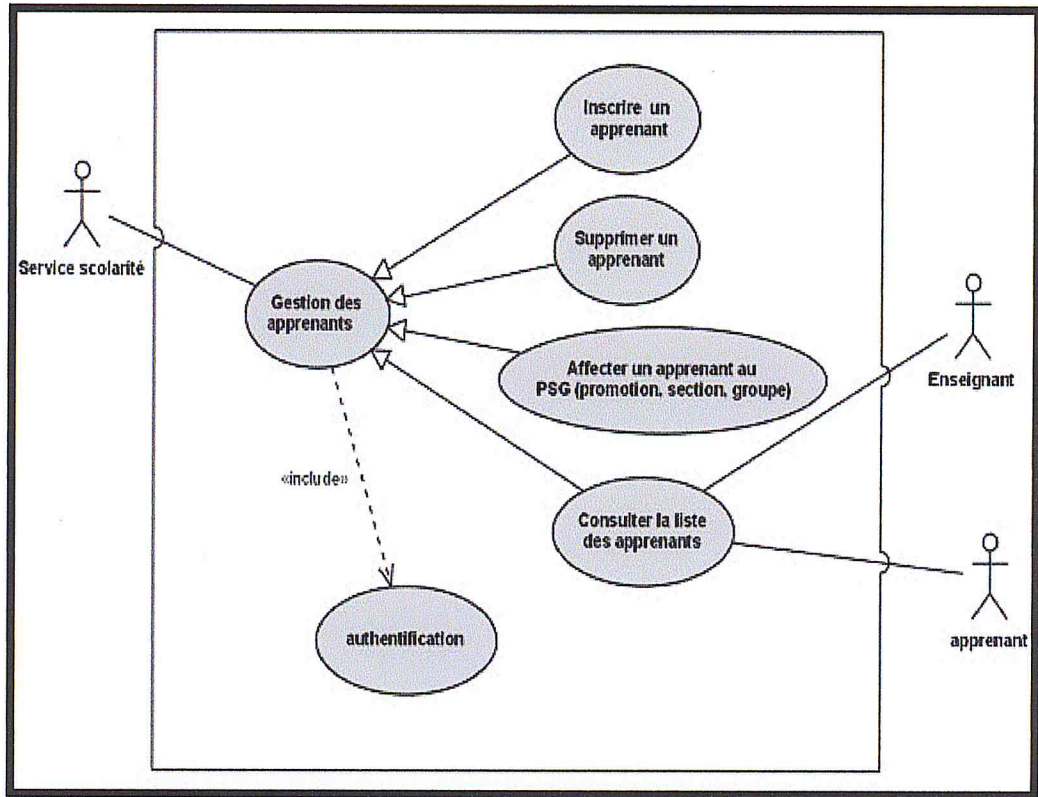 Inscrire un
apprenant
Service scolarité
Supprimer un
apprenant
Gestion des
apprenants
Affecter un apprenant au
PSG (promotion, section, groupe)
Enseignant
«include»
Consulter la liste
des apprenants
authentification
apprenant